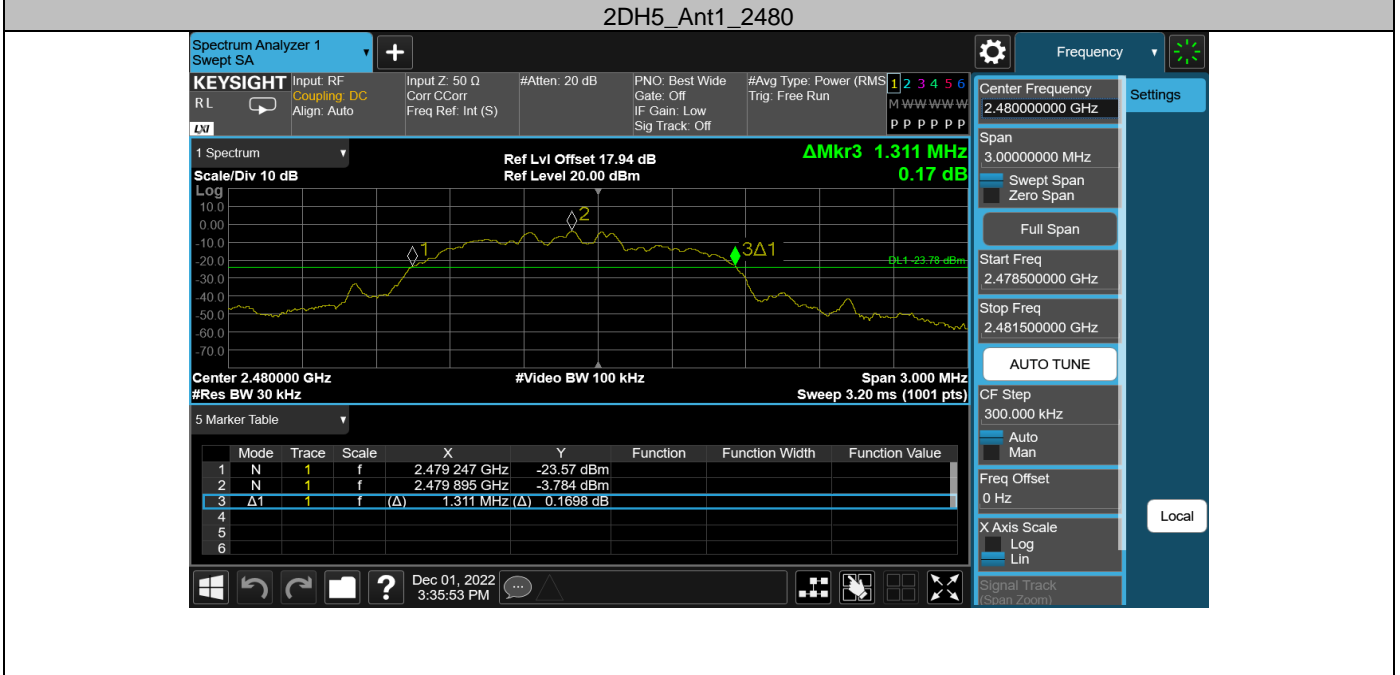 2DH5_Ant1_2480
Spectrum Analyzer 1
Swept SA
+
Frequency
KEYSIGHT
RL
LXI
Input: RF
Coupling: DC
Align: Auto
Input Z: 50 Ω
Corr CCorr
Freq Ref: Int (S)
#Atten: 20 dB
PNO: Best Wide
Gate: Off
IF Gain: Low
Sig Track: Off
#Avg Type: Power (RMS
Trig: Free Run
1 2 3 4 5 6
M W W W W W
P P P P P P
1 Spectrum
Scale/Div 10 dB
Ref Lvl Offset 17.94 dB
Ref Level 20.00 dBm
ΔMkr3 1.311 MHz
0.17 dB
Log
10.0
0.00
-10.0
-20.0
-30.0
-40.0
-50.0
-60.0
-70.0
1
2
3Δ1
DL1 -23.78 dBm
Center 2.480000 GHz
#Video BW 100 kHz
Span 3.000 MHz
#Res BW 30 kHz
Sweep 3.20 ms (1001 pts)
5 Marker Table
Mode Trace Scale X Y Function Function Width Function Value
1 N 1 f 2.479 247 GHz -23.57 dBm
2 N 1 f 2.479 895 GHz -3.784 dBm
3 Δ1 1 f (Δ) 1.311 MHz (Δ) 0.1698 dB
4
5
6
Dec 01, 2022
3:35:53 PM
?
Center Frequency
2.480000000 GHz
Settings
Span
3.00000000 MHz
Swept Span
Zero Span
Full Span
Start Freq
2.478500000 GHz
Stop Freq
2.481500000 GHz
AUTO TUNE
CF Step
300.000 kHz
Auto
Man
Freq Offset
0 Hz
X Axis Scale
Log
Lin
Local
Signal Track
(Span Zoom)